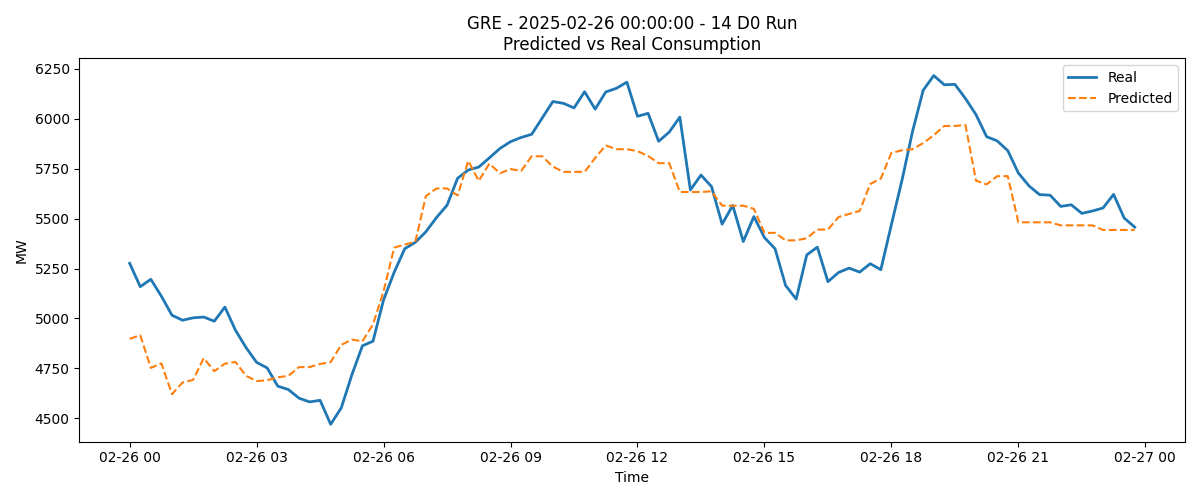 GRE - 2025-02-26 00:00:00 - 14 D0 Run
Predicted vs Real Consumption
Real
Predicted
MW
6250
6000
5750
5500
5250
5000
4750
4500
02-26 00
02-26 03
02-26 06
02-26 09
02-26 12
02-26 15
02-26 18
02-26 21
02-27 00
Time